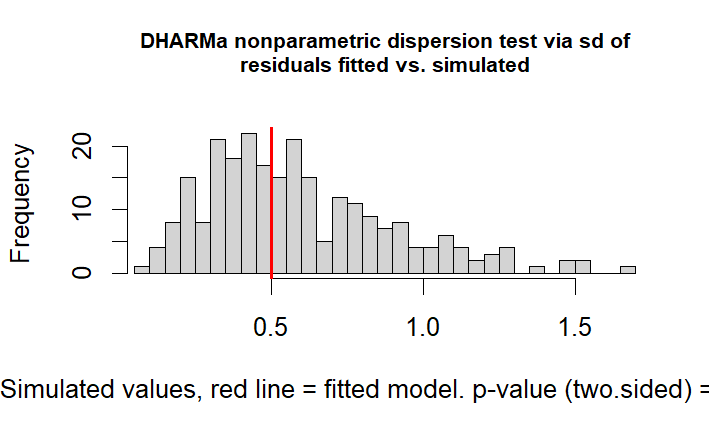 DHARMa nonparametric dispersion test via sd of
residuals fitted vs. simulated
Frequency
20
10
0
0.5 1.0 1.5
Simulated values, red line = fitted model. p-value (two.sided) =